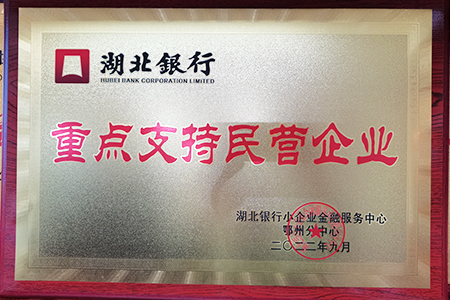 湖北銀行
HUBEI BANK CORPORATION LIMITED
重点支持民营企业
湖北银行小企业金融服务中心
鄂州分中心
二〇二二年九月